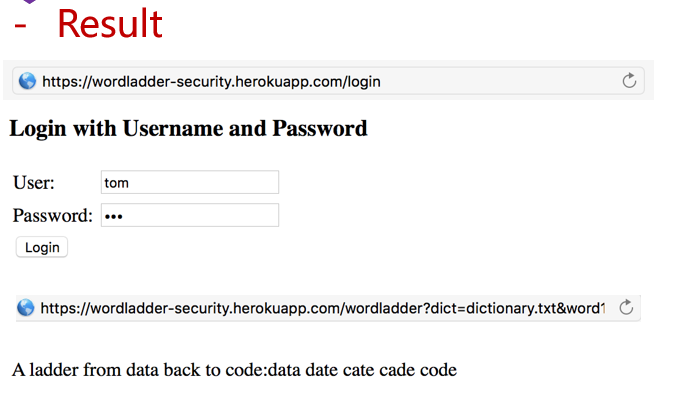 - Result
https://wordladder-security.herokuapp.com/login
Login with Username and Password
User: tom
Password: •••
Login
https://wordladder-security.herokuapp.com/wordladder?dict=dictionary.txt&word1
A ladder from data back to code:data date cate cade code